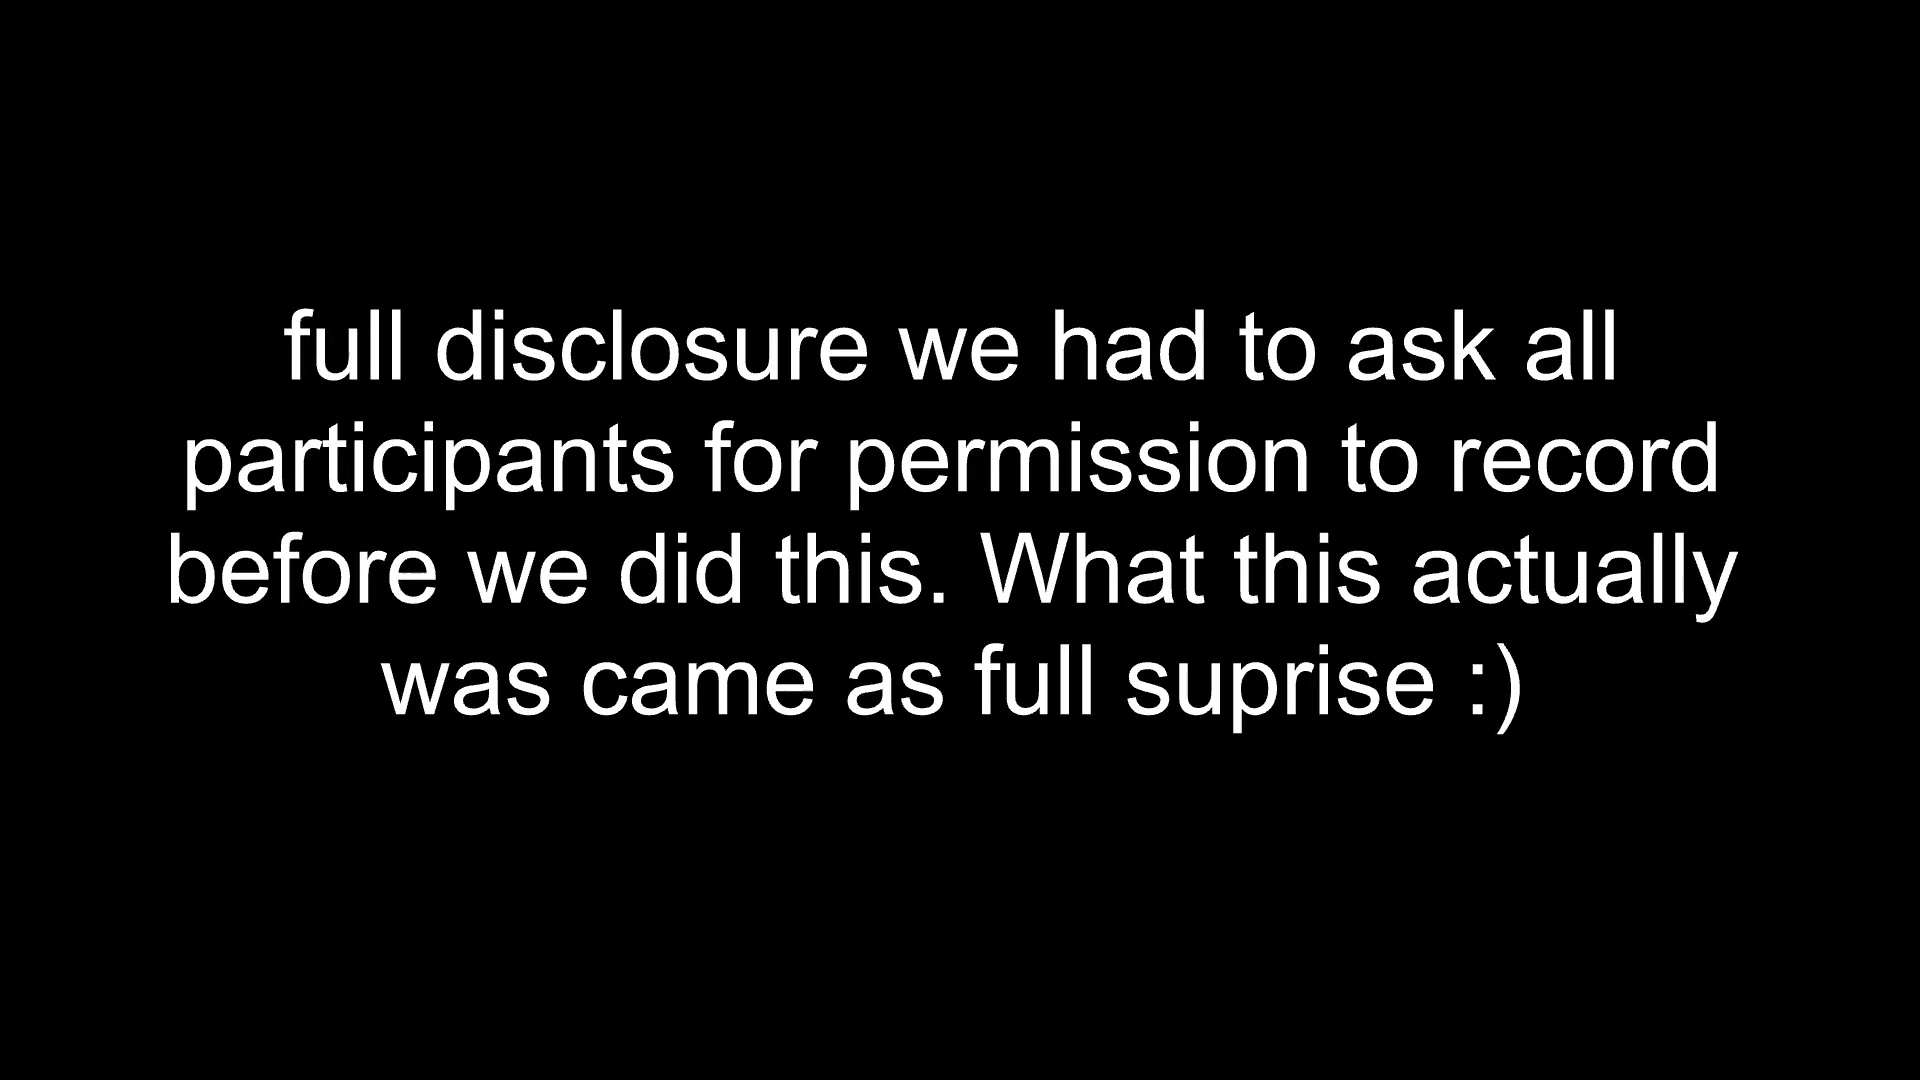 full disclosure we had to ask all
participants for permission to record
before we did this. What this actually
was came as full suprise :)